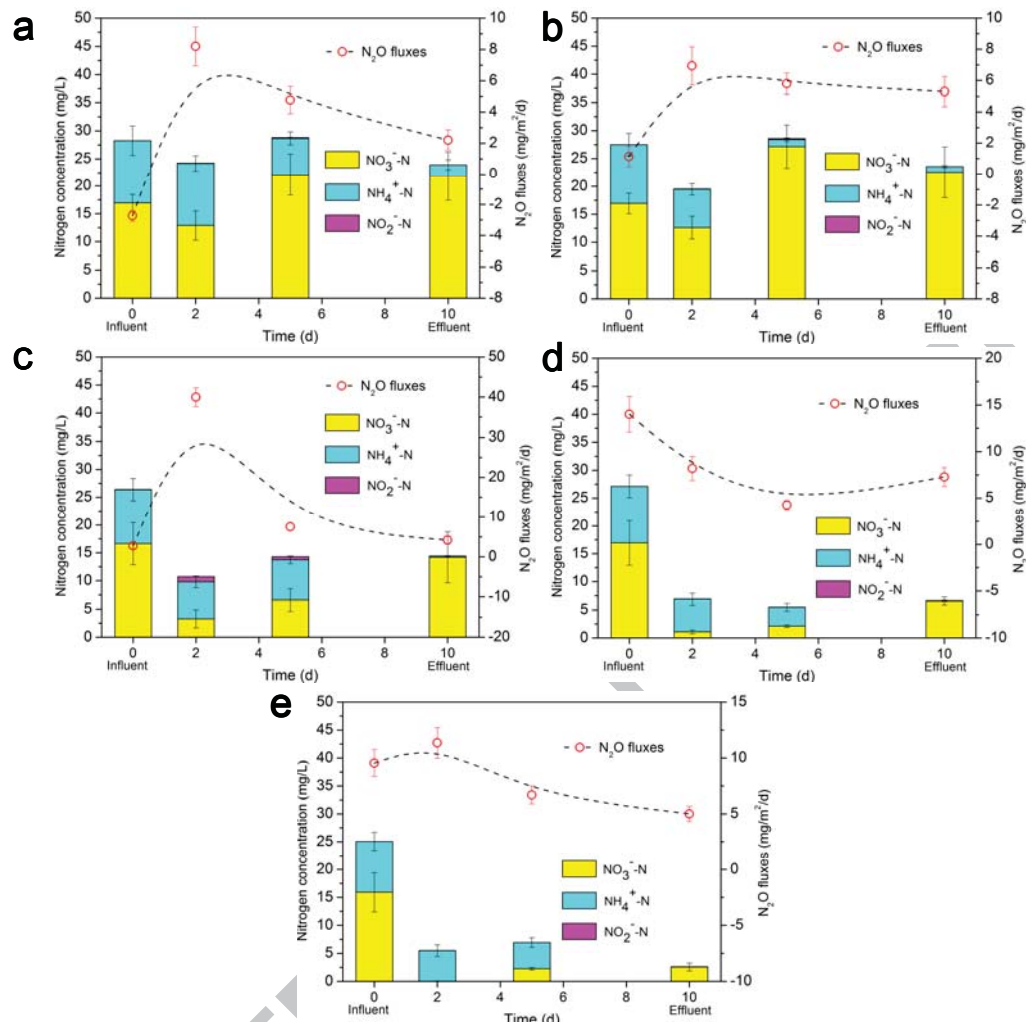 a
Nitrogen concentration (mg/L)
50
45
40
35
30
25
20
15
10
5
0
N₂O fluxes
NO₃⁻-N
NH₄⁺-N
NO₂⁻-N
10
8
6
4
2
0
-2
-4
-6
-8
N₂O fluxes (mg/m²/d)
0 2 4 6 8 10
Influent Effluent
Time (d)
b
Nitrogen concentration (mg/L)
50
45
40
35
30
25
20
15
10
5
0
N₂O fluxes
NO₃⁻-N
NH₄⁺-N
NO₂⁻-N
10
8
6
4
2
0
-2
-4
-6
-8
N₂O fluxes (mg/m²/d)
0 2 4 6 8 10
Influent Effluent
Time (d)
c
Nitrogen concentration (mg/L)
50
45
40
35
30
25
20
15
10
5
0
N₂O fluxes
NO₃⁻-N
NH₄⁺-N
NO₂⁻-N
50
40
30
20
10
0
-10
-20
N₂O fluxes (mg/m²/d)
0 2 4 6 8 10
Influent Effluent
Time (d)
d
Nitrogen concentration (mg/L)
50
45
40
35
30
25
20
15
10
5
0
N₂O fluxes
NO₃⁻-N
NH₄⁺-N
NO₂⁻-N
20
15
10
5
0
-5
-10
N₂O fluxes (mg/m²/d)
0 2 4 6 8 10
Influent Effluent
Time (d)
e
Nitrogen concentration (mg/L)
50
45
40
35
30
25
20
15
10
5
0
N₂O fluxes
NO₃⁻-N
NH₄⁺-N
NO₂⁻-N
15
10
5
0
-5
-10
N₂O fluxes (mg/m²/d)
0 2 4 6 8 10
Influent Effluent
Time (d)